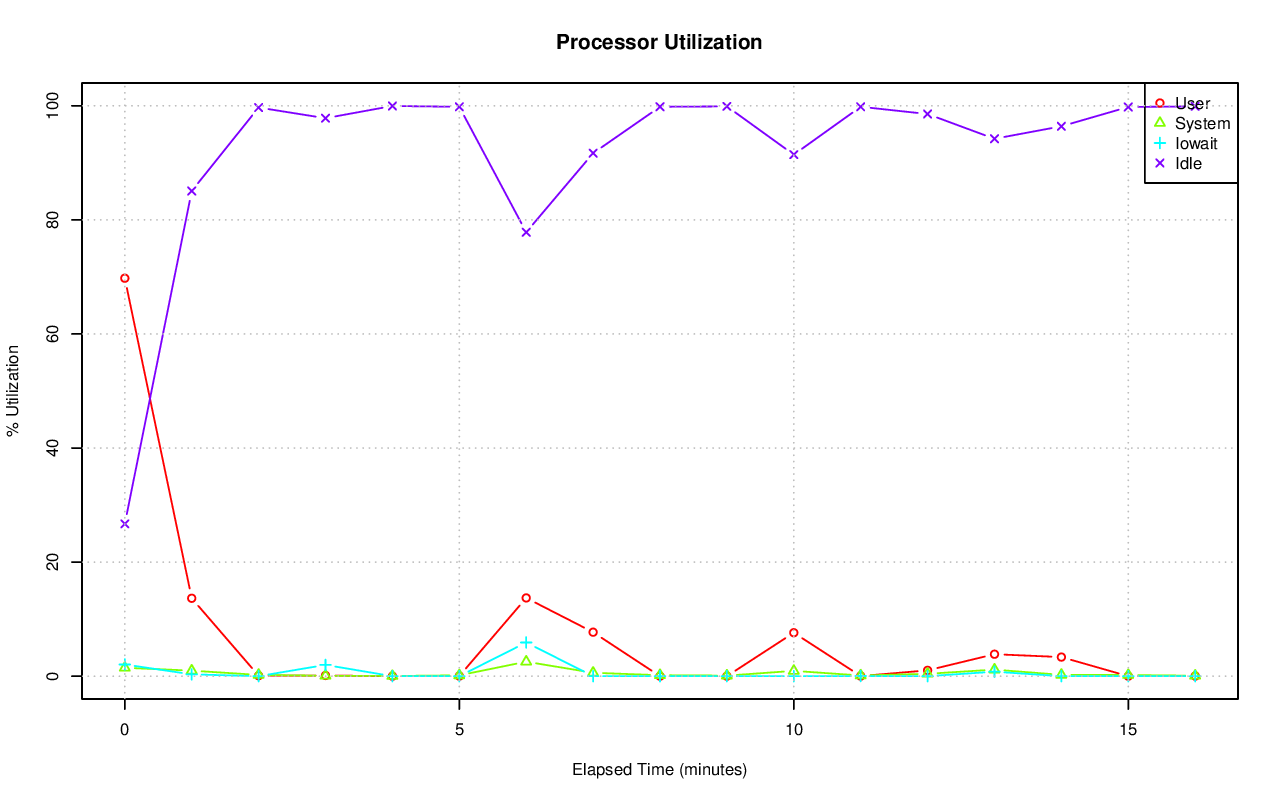 Processor Utilization
% Utilization
100
80
60
40
20
0
User
System
Iowait
Idle
0 5 10 15
Elapsed Time (minutes)